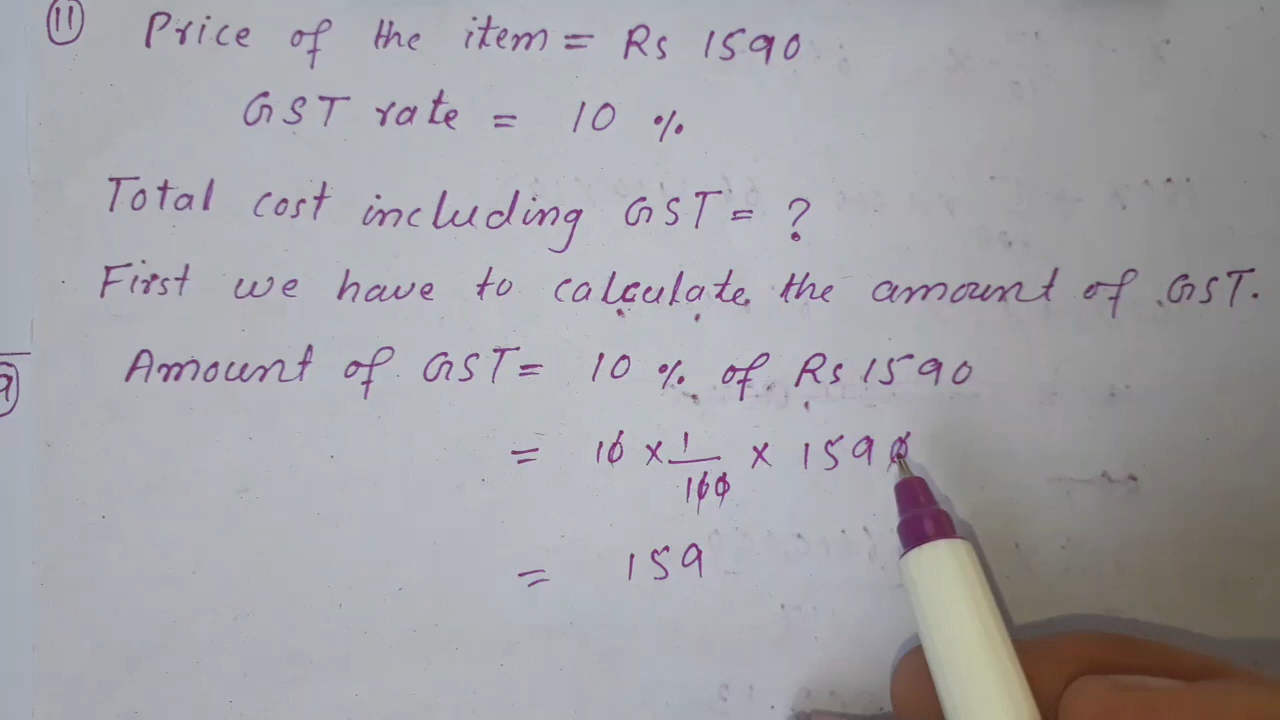 11 Price of the item = Rs 1590
GST rate = 10 %
Total cost including GST = ?
First we have to calculate the amount of GST.
Amount of GST = 10 % of Rs 1590
= 10 × 1/100 × 1590
9
= 159